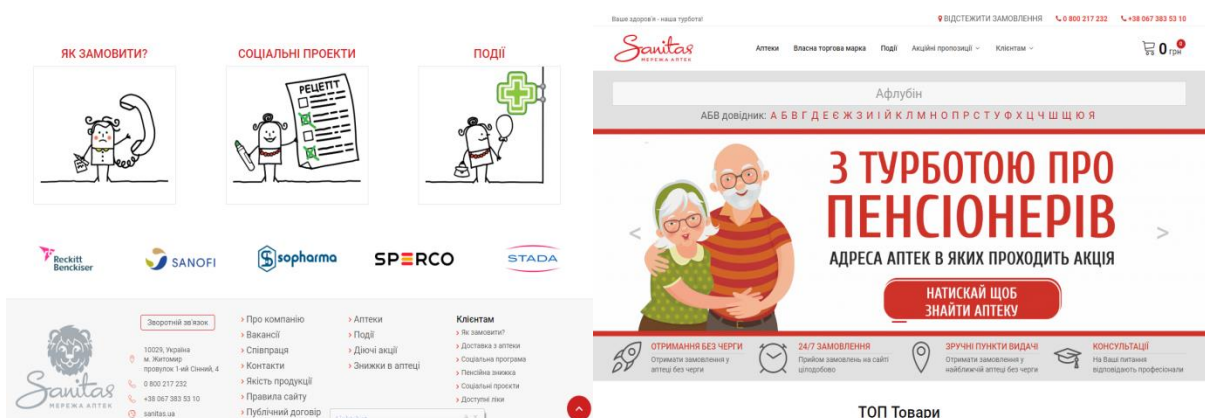 ЯК ЗАМОВИТИ?
СОЦІАЛЬНІ ПРОЕКТИ
ПОДІЇ
РЕЦЕПТ
Reckitt
Benckiser
SANOFI
sopharma
SPERCO
STADA
Sanitas
МЕРЕЖА АПТЕК
Зворотній зв'язок
10029, Україна
м. Житомир
провулок 1-ий Сінний, 4
0 800 217 232
+38 067 383 53 10
sanitas.ua
> Про компанію
> Вакансії
> Співпраця
> Контакти
> Якість продукції
> Правила сайту
> Публічний договір
> Аптеки
> Події
> Діючі акції
> Знижки в аптеці
Клієнтам
> Як замовити?
> Доставка з аптеки
> Соціальна програма
> Пенсійна знижка
> Соціальні проєкти
> Доступні ліки
Ваше здоров'я - наша турбота!
ВІДСТЕЖИТИ ЗАМОВЛЕННЯ
0 800 217 232
+38 067 383 53 10
Sanitas
МЕРЕЖА АПТЕК
Аптеки
Власна торгова марка
Події
Акційні пропозиції
Клієнтам
0 грн
0
Афлубін
АБВ довідник: А Б В Г Д Е Є Ж З И І Й К Л М Н О П Р С Т У Ф Х Ц Ч Ш Щ Ю Я
З ТУРБОТОЮ ПРО
ПЕНСІОНЕРІВ
АДРЕСА АПТЕК В ЯКИХ ПРОХОДИТЬ АКЦІЯ
НАТИСКАЙ ЩОБ
ЗНАЙТИ АПТЕКУ
< >
ОТРИМАННЯ БЕЗ ЧЕРГИ
Отримати замовлення у
аптеці без черги
24/7 ЗАМОВЛЕННЯ
Прийом замовлень на сайті
цілодобово
ЗРУЧНІ ПУНКТИ ВИДАЧІ
Отримати замовлення у
найближчій аптеці без черги
КОНСУЛЬТАЦІЇ
На Ваші питання
відповідають професіонали
ТОП Товари